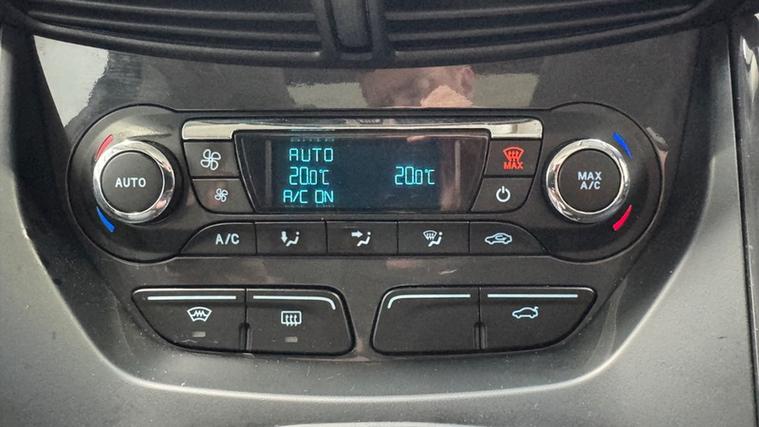 AUTO
20.0°C 20.0°C
A/C ON
MAX
AUTO
MAX
A/C
A/C